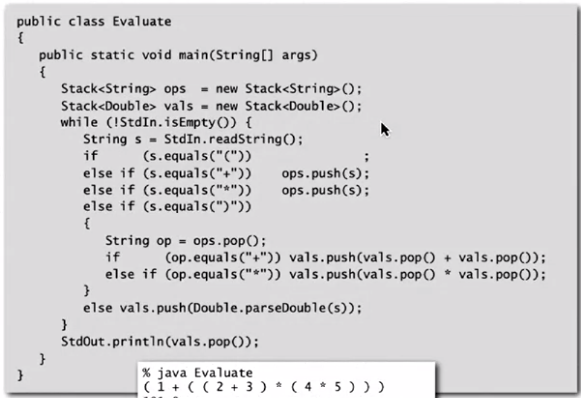 public class Evaluate
{
public static void main(String[] args)
{
Stack<String> ops = new Stack<String>();
Stack<Double> vals = new Stack<Double>();
while (!StdIn.isEmpty()) {
String s = StdIn.readString();
if (s.equals("(")) ;
else if (s.equals("+")) ops.push(s);
else if (s.equals("*")) ops.push(s);
else if (s.equals(")"))
{
String op = ops.pop();
if (op.equals("+")) vals.push(vals.pop() + vals.pop());
else if (op.equals("*")) vals.push(vals.pop() * vals.pop());
}
else vals.push(Double.parseDouble(s));
}
StdOut.println(vals.pop());
}
}
% java Evaluate
( 1 + ( ( 2 + 3 ) * ( 4 * 5 ) ) )